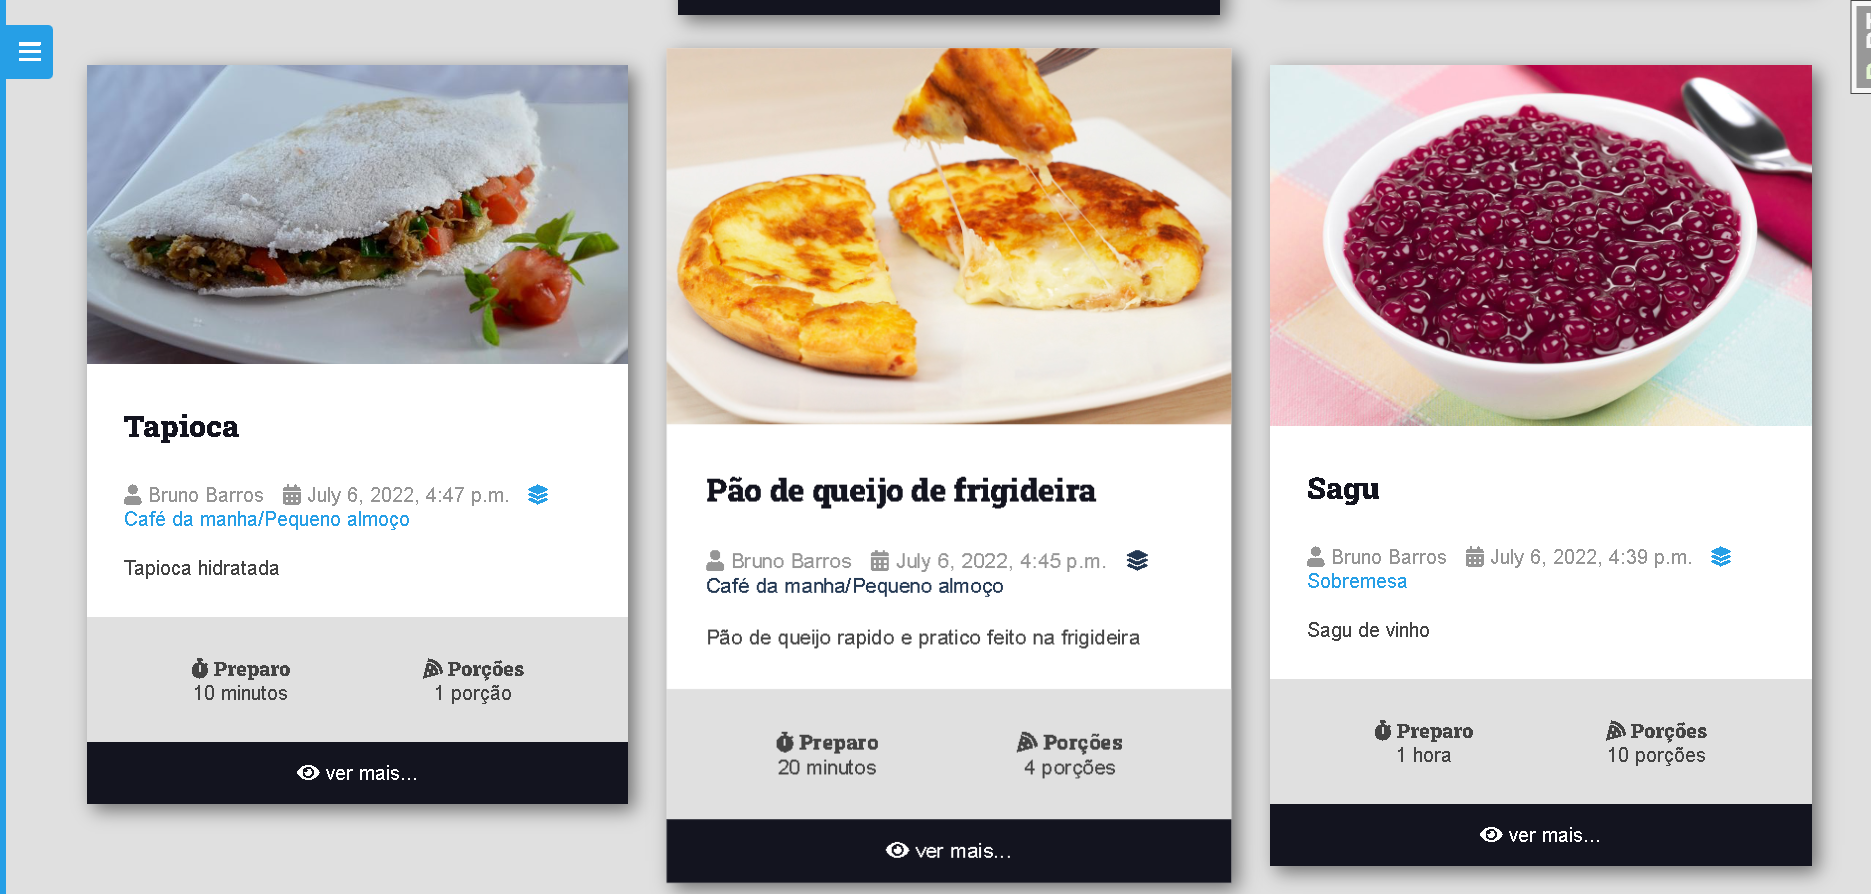 Tapioca
Bruno Barros July 6, 2022, 4:47 p.m.
Café da manha/Pequeno almoço
Tapioca hidratada
Preparo
10 minutos
Porções
1 porção
ver mais...
Pão de queijo de frigideira
Bruno Barros July 6, 2022, 4:45 p.m.
Café da manha/Pequeno almoço
Pão de queijo rapido e pratico feito na frigideira
Preparo
20 minutos
Porções
4 porções
ver mais...
Sagu
Bruno Barros July 6, 2022, 4:39 p.m.
Sobremesa
Sagu de vinho
Preparo
1 hora
Porções
10 porções
ver mais...